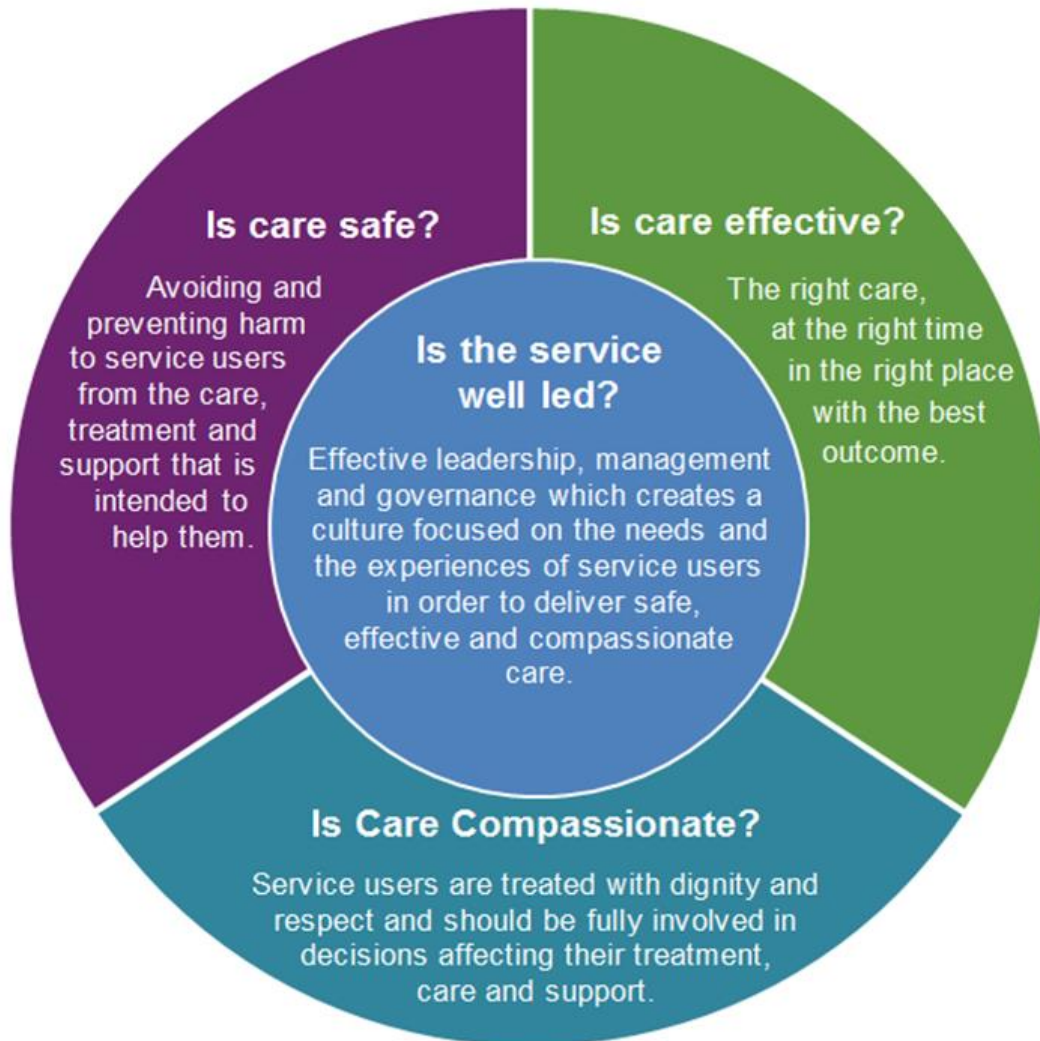 Is care safe?
Avoiding and
preventing harm
to service users
from the care,
treatment and
support that is
intended to
help them.
Is care effective?
The right care,
at the right time
in the right place
with the best
outcome.
Is the service
well led?
Effective leadership, management
and governance which creates a
culture focused on the needs and
the experiences of service users
in order to deliver safe,
effective and compassionate
care.
Is Care Compassionate?
Service users are treated with dignity and
respect and should be fully involved in
decisions affecting their treatment,
care and support.